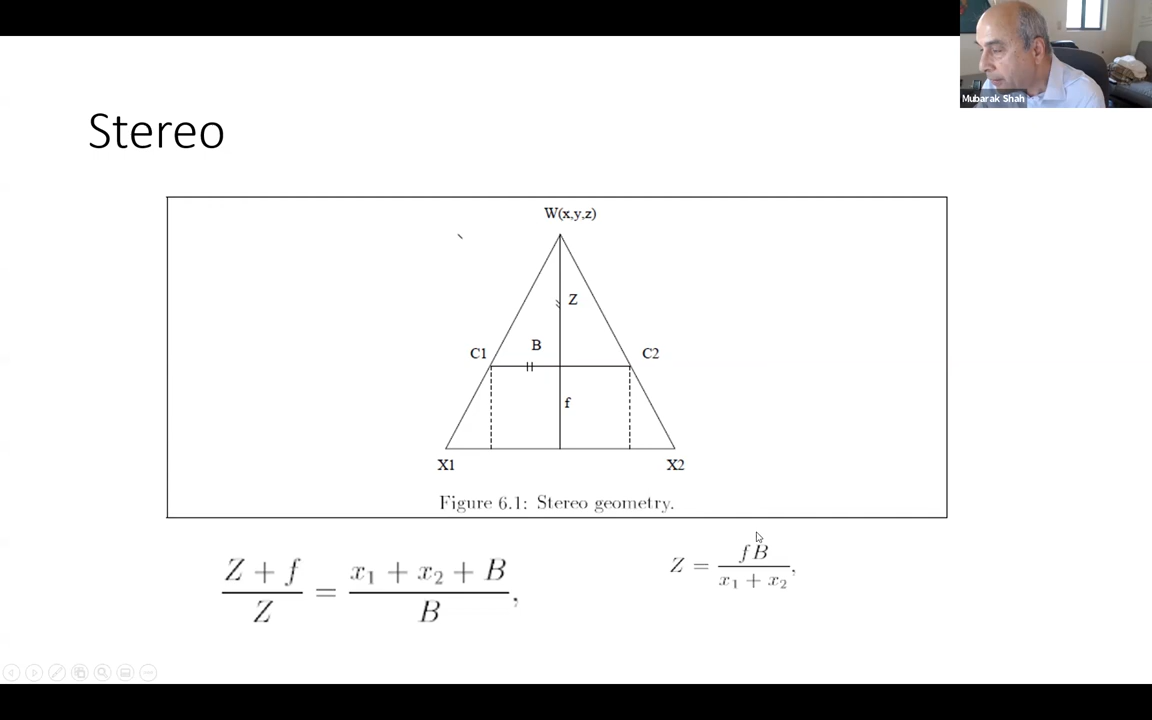 Mubarak Shah
Stereo
W(x,y,z)
Z
B
C1
C2
f
X1
X2
Figure 6.1: Stereo geometry.
Z + f / Z = x₁ + x₂ + B / B,
Z = fB / x₁ + x₂,